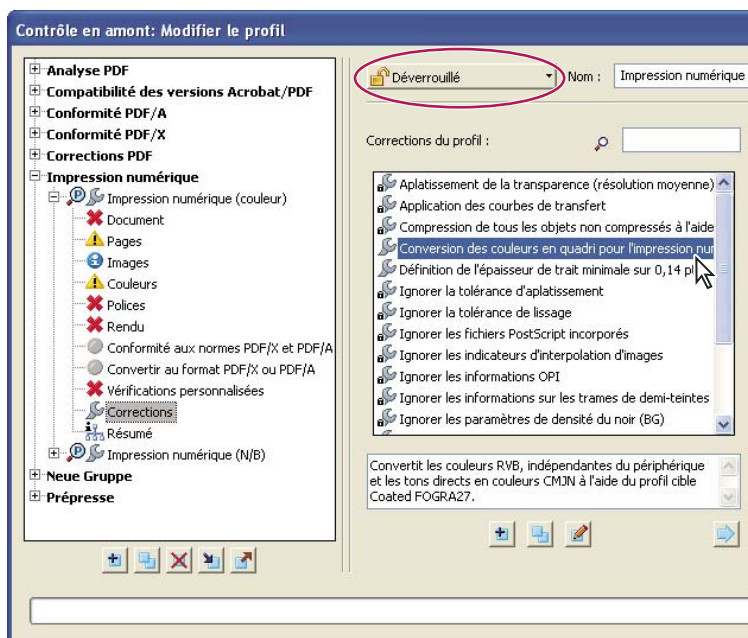 Contrôle en amont: Modifier le profil
Analyse PDF
Compatibilité des versions Acrobat/PDF
Conformité PDF/A
Conformité PDF/X
Corrections PDF
Impression numérique
Impression numérique (couleur)
Document
Pages
Images
Couleurs
Polices
Rendu
Conformité aux normes PDF/X et PDF/A
Convertir au format PDF/X ou PDF/A
Vérifications personnalisées
Corrections
Résumé
Impression numérique (N/B)
Neue Gruppe
Prépresse
Déverrouillé
Nom :
Impression numérique
Corrections du profil :
Aplatissement de la transparence (résolution moyenne)
Application des courbes de transfert
Compression de tous les objets non compressés à l'aide
Conversion des couleurs en quadri pour l'impression nur
Définition de l'épaisseur de trait minimale sur 0,14 p
Ignorer la tolérance d'aplatissement
Ignorer la tolérance de lissage
Ignorer les fichiers PostScript incorporés
Ignorer les indicateurs d'interpolation d'images
Ignorer les informations OPI
Ignorer les informations sur les trames de demi-teintes
Ignorer les paramètres de densité du noir (BG)
Convertit les couleurs RVB, indépendantes du périphérique
et les tons directs en couleurs CMJN à l'aide du profil cible
Coated FOGRA27.